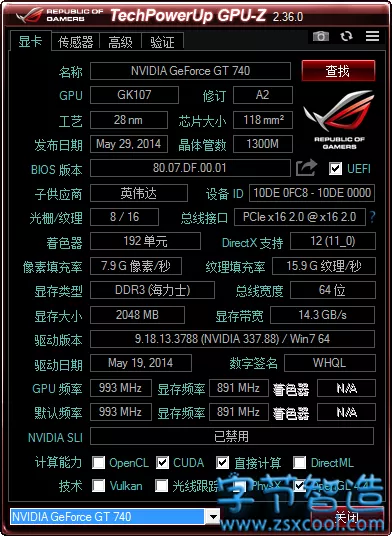 REPUBLIC OF GAMERS TechPowerUp GPU-Z 2.36.0
显卡 传感器 高级 验证
名称 NVIDIA GeForce GT 740 查找
GPU GK107 修订 A2
工艺 28 nm 芯片大小 118 mm²
REPUBLIC OF GAMERS
发布日期 May 29, 2014 晶体管数 1300M
BIOS 版本 80.07.DF.00.01 UEFI
子供应商 英伟达 设备 ID 10DE 0FC8 - 10DE 0000
光栅/纹理 8 / 16 总线接口 PCIe x16 2.0 @ x16 2.0 ?
着色器 192 单元 DirectX 支持 12 (11_0)
像素填充率 7.9 G 像素/秒 纹理填充率 15.9 G 纹理/秒
显存类型 DDR3 (海力士) 总线宽度 64 位
显存大小 2048 MB 显存带宽 14.3 GB/s
驱动版本 9.18.13.3788 (NVIDIA 337.88) / Win7 64
驱动日期 May 19, 2014 数字签名 WHQL
GPU 频率 993 MHz 显存频率 891 MHz 着色器 N/A
默认频率 993 MHz 显存频率 891 MHz 着色器 N/A
NVIDIA SLI 已禁用
计算能力 OpenCL CUDA 直接计算 DirectML
技术 Vulkan 光线跟踪 PhysX OpenGL 4.4
字节智造
NVIDIA GeForce GT 740 关闭
www.zsxcool.com